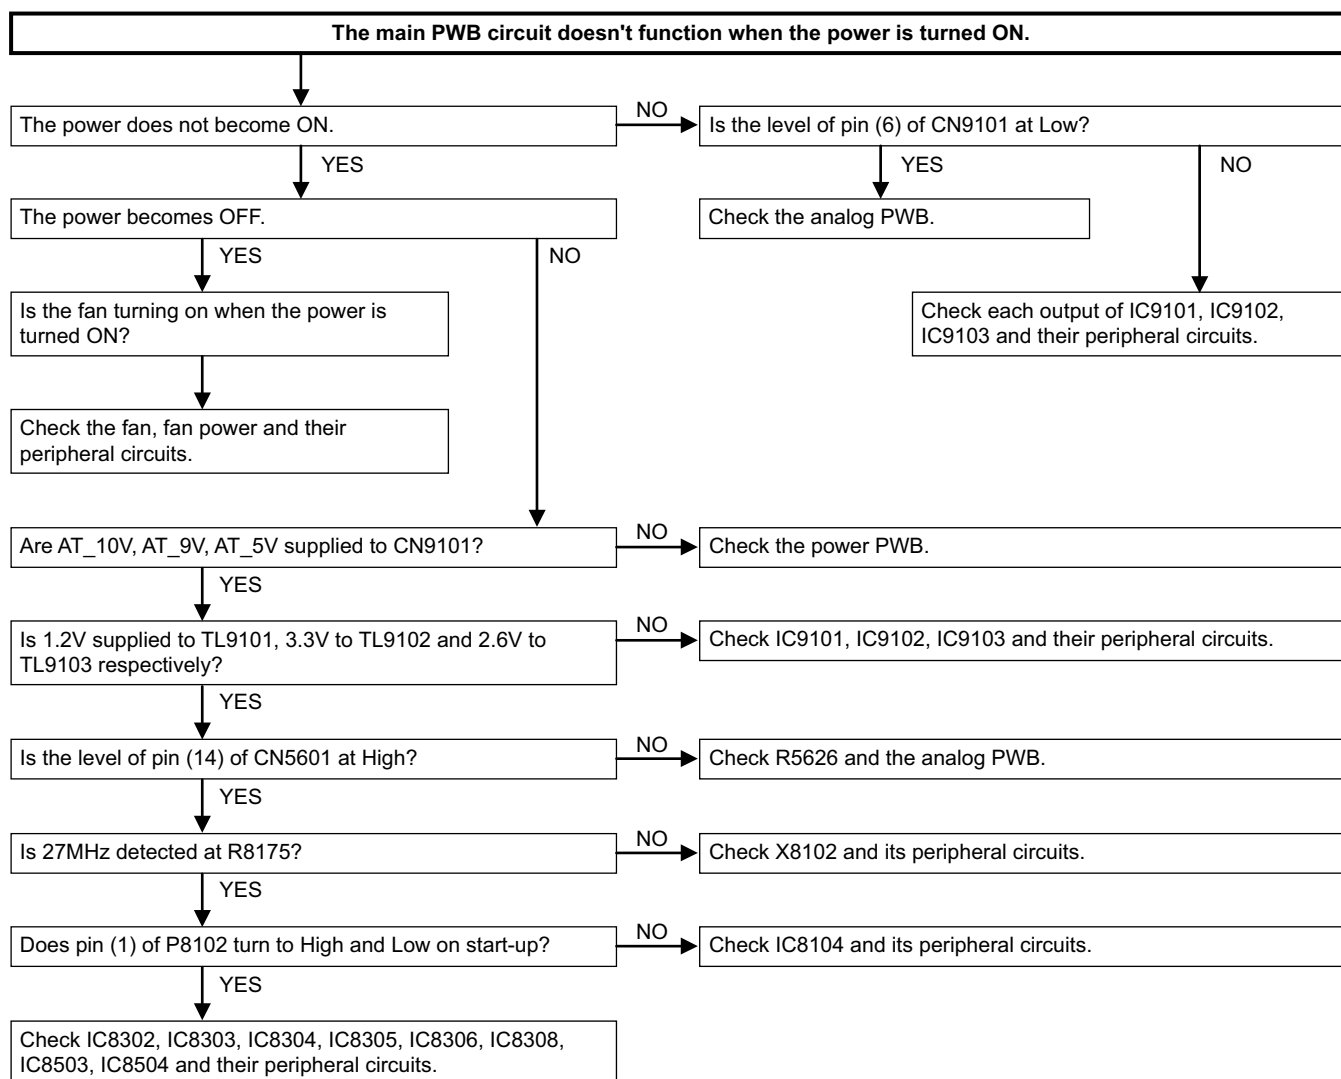 The main PWB circuit doesn't function when the power is turned ON.
The power does not become ON.
NO
Is the level of pin (6) of CN9101 at Low?
YES
YES
NO
The power becomes OFF.
Check the analog PWB.
YES
NO
Is the fan turning on when the power is
turned ON?
Check each output of IC9101, IC9102,
IC9103 and their peripheral circuits.
Check the fan, fan power and their
peripheral circuits.
Are AT_10V, AT_9V, AT_5V supplied to CN9101?
NO
Check the power PWB.
YES
Is 1.2V supplied to TL9101, 3.3V to TL9102 and 2.6V to
TL9103 respectively?
NO
Check IC9101, IC9102, IC9103 and their peripheral circuits.
YES
Is the level of pin (14) of CN5601 at High?
NO
Check R5626 and the analog PWB.
YES
Is 27MHz detected at R8175?
NO
Check X8102 and its peripheral circuits.
YES
Does pin (1) of P8102 turn to High and Low on start-up?
NO
Check IC8104 and its peripheral circuits.
YES
Check IC8302, IC8303, IC8304, IC8305, IC8306, IC8308,
IC8503, IC8504 and their peripheral circuits.